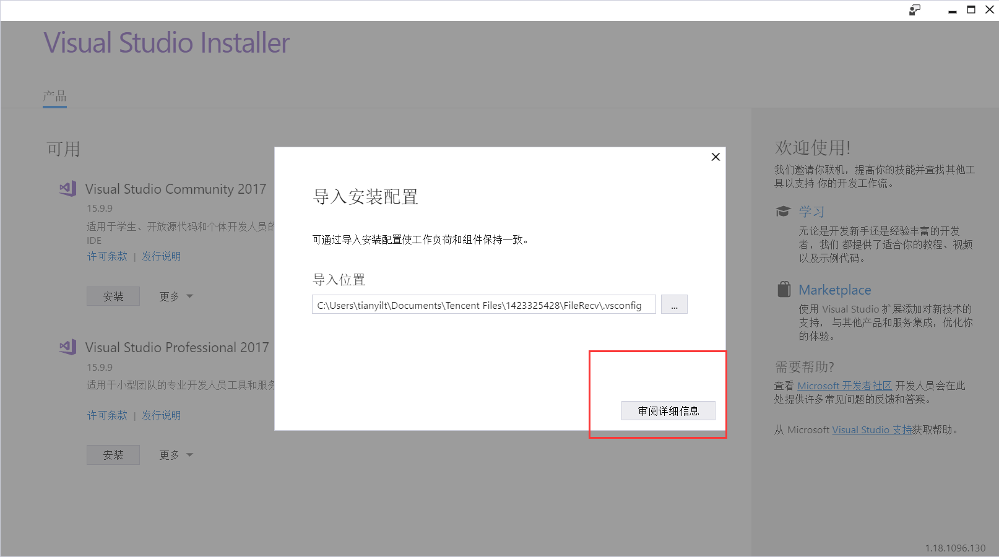 Visual Studio Installer
产品
可用
Visual Studio Community 2017
15.9.9
适用于学生、开放源代码和个体开发人员的
IDE
许可条款 | 发行说明
安装 更多
Visual Studio Professional 2017
15.9.9
适用于小型团队的专业开发人员工具和服务
许可条款 | 发行说明
安装 更多
导入安装配置
可通过导入安装配置使工作负荷和组件保持一致。
导入位置
C:\Users\tianyilt\Documents\Tencent Files\1423325428\FileRecv\.vsconfig ...
审阅详细信息
欢迎使用!
我们邀请你联机，提高你的技能并查找其他工
具以支持 你的开发工作流。
学习
无论是开发新手还是经验丰富的开发
者，我们 都提供了适合你的教程、视频
以及示例代码。
Marketplace
使用 Visual Studio 扩展添加对新技术的
支持， 与其他产品和服务集成，优化你
的体验。
需要帮助?
查看 Microsoft 开发者社区 开发人员会在此
处提供许多常见问题的反馈和答案。
从 Microsoft Visual Studio 支持获取帮助。
1.18.1096.130